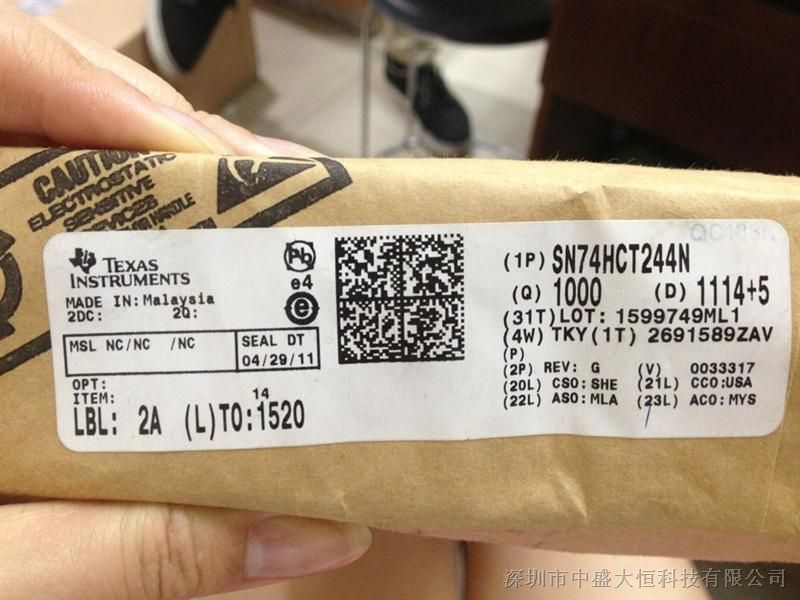 CAUTION
ELECTROSTATIC
SENSITIVE
DEVICES
HANDLE
QC183
TEXAS
INSTRUMENTS
MADE IN: Malaysia
2DC: 2Q:
Pb
e4
e
MSL NC/NC /NC
SEAL DT
04/29/11
OPT:
ITEM: 14
LBL: 2A (L)TO:1520
(1P) SN74HCT244N
(Q) 1000 (D) 1114+5
(31T)LOT: 1599749ML1
(4W) TKY(1T) 2691589ZAV
(P)
(2P) REV: G (V) 0033317
(20L) CSO:SHE (21L) CCO:USA
(22L) ASO:MLA (23L) ACO:MYS
深圳市中盛大恒科技有限公司